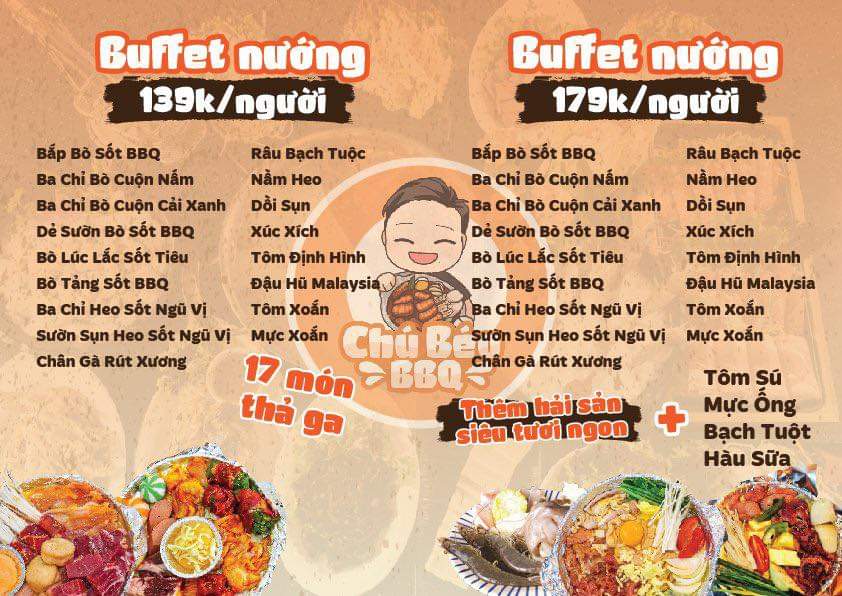 Buffet nướng
139k/người
Bắp Bò Sốt BBQ
Ba Chỉ Bò Cuộn Nấm
Ba Chỉ Bò Cuộn Cải Xanh
Dẻ Sườn Bò Sốt BBQ
Bò Lúc Lắc Sốt Tiêu
Bò Tảng Sốt BBQ
Ba Chỉ Heo Sốt Ngũ Vị
Sườn Sụn Heo Sốt Ngũ Vị
Chân Gà Rút Xương
Râu Bạch Tuộc
Nầm Heo
Dồi Sụn
Xúc Xích
Tôm Định Hình
Đậu Hũ Malaysia
Tôm Xoắn
Mực Xoắn
17 món
thả ga
Chú Béo
BBQ
Buffet nướng
179k/người
Bắp Bò Sốt BBQ
Ba Chỉ Bò Cuộn Nấm
Ba Chỉ Bò Cuộn Cải Xanh
Dẻ Sườn Bò Sốt BBQ
Bò Lúc Lắc Sốt Tiêu
Bò Tảng Sốt BBQ
Ba Chỉ Heo Sốt Ngũ Vị
Sườn Sụn Heo Sốt Ngũ Vị
Chân Gà Rút Xương
Râu Bạch Tuộc
Nầm Heo
Dồi Sụn
Xúc Xích
Tôm Định Hình
Đậu Hũ Malaysia
Tôm Xoắn
Mực Xoắn
Thêm hải sản
siêu tươi ngon
+
Tôm Sú
Mực Ống
Bạch Tuột
Hàu Sữa